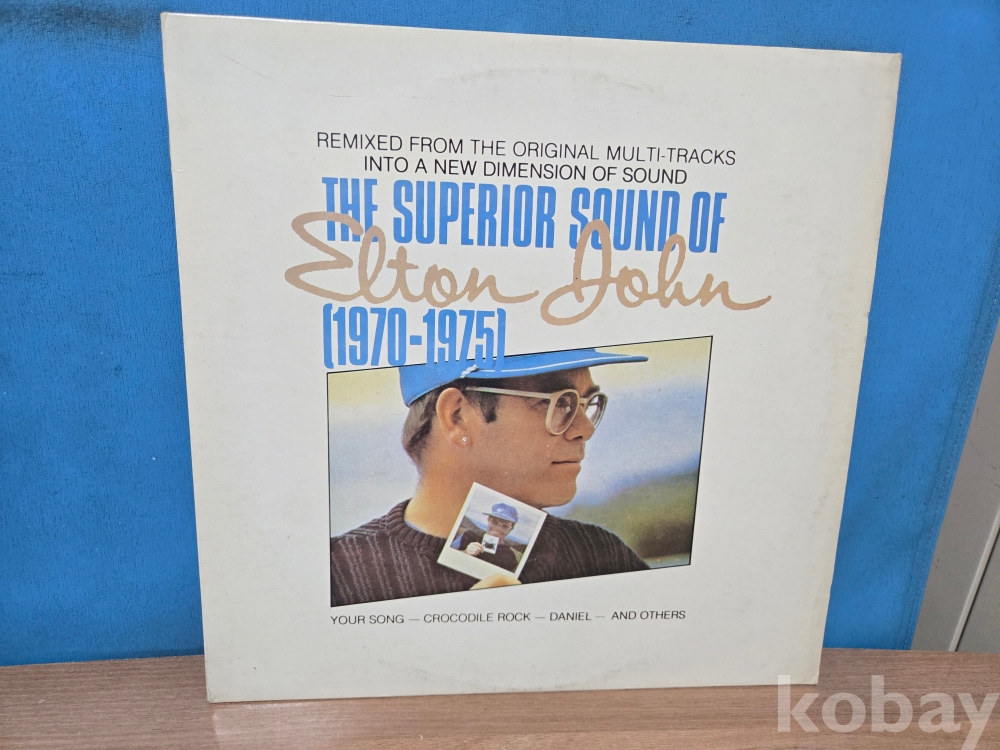 REMIXED FROM THE ORIGINAL MULTI-TRACKS
INTO A NEW DIMENSION OF SOUND
THE SUPERIOR SOUND OF
Elton John
(1970-1975)
YOUR SONG — CROCODILE ROCK — DANIEL — AND OTHERS
kobay